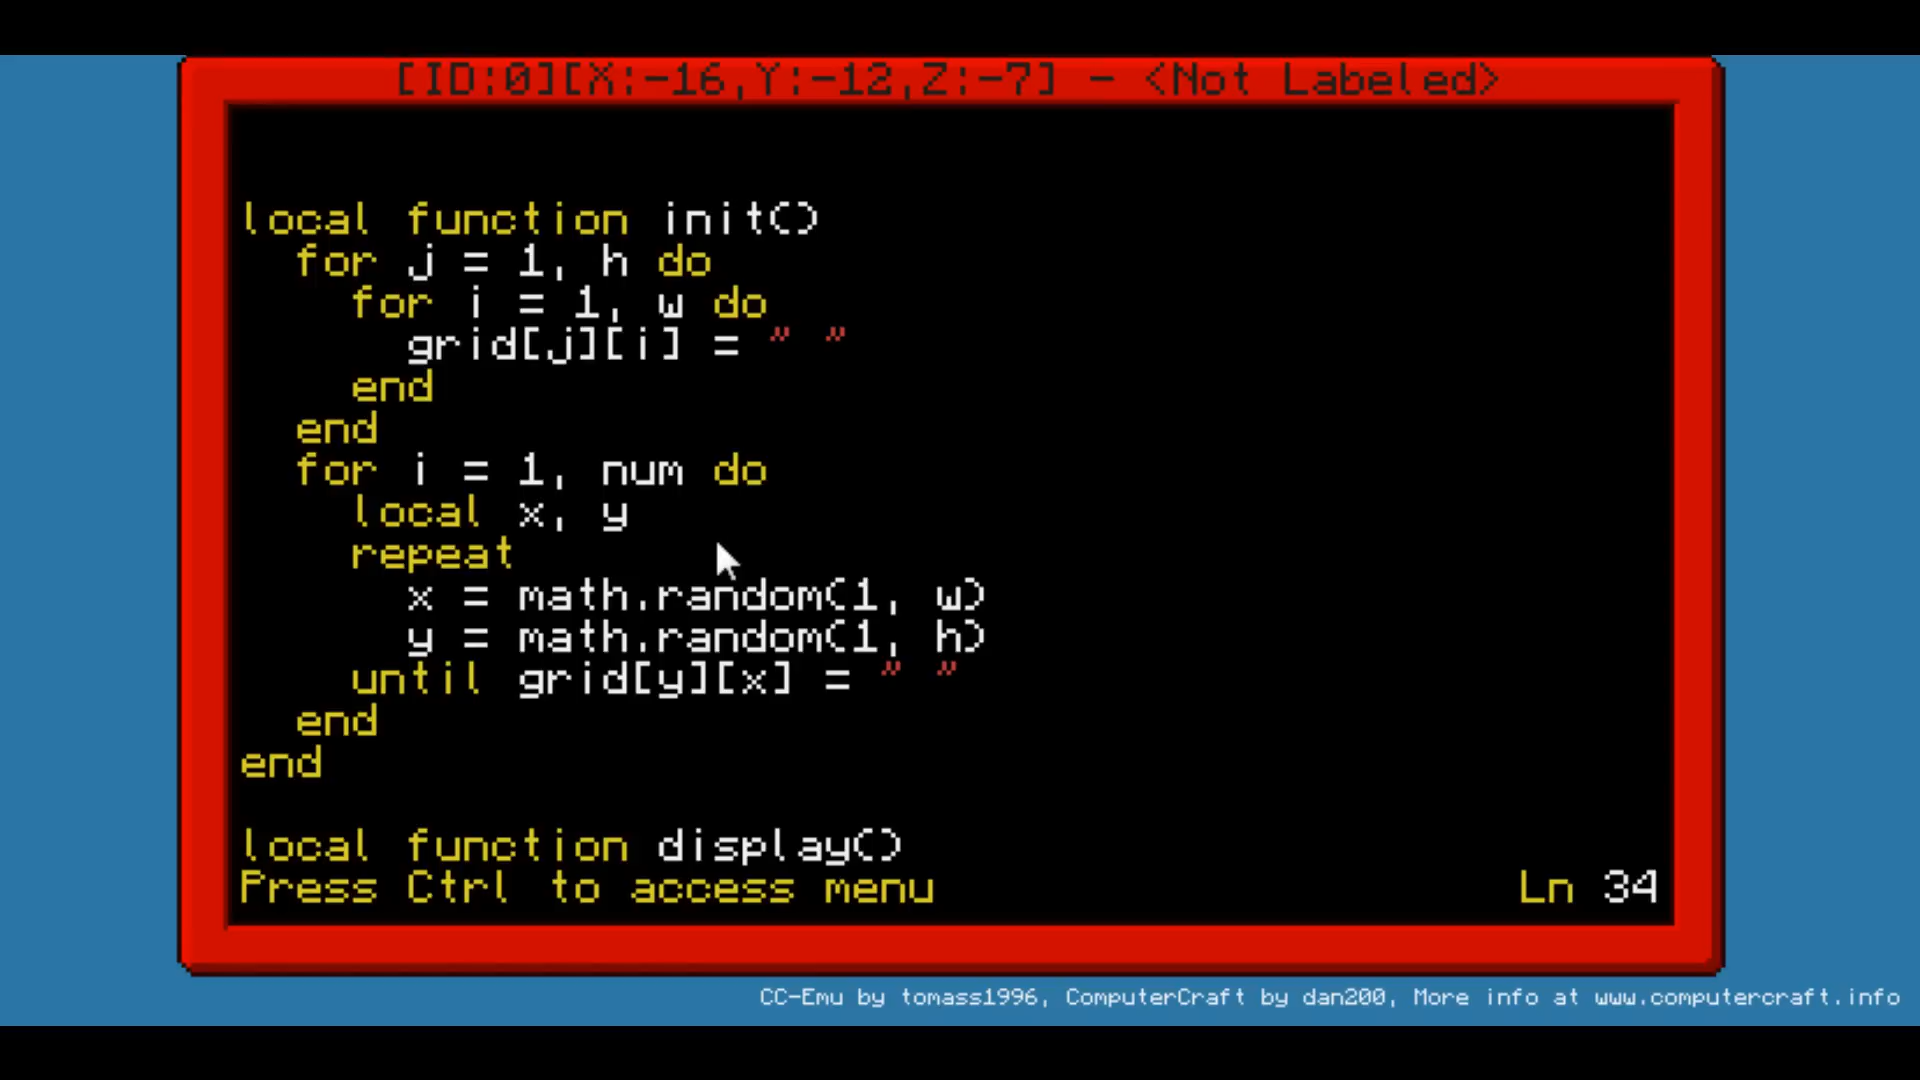 [ID:0][X:-16,Y:-12,Z:-7] - <Not Labeled>
local function init()
  for j = 1, h do
    for i = 1, w do
      grid[j][i] = " "
    end
  end
  for i = 1, num do
    local x, y
    repeat
      x = math.random(1, w)
      y = math.random(1, h)
    until grid[y][x] = " "
  end
end
local function display()
Press Ctrl to access menu Ln 34
CC-Emu by tomass1996, ComputerCraft by dan200, More info at www.computercraft.info